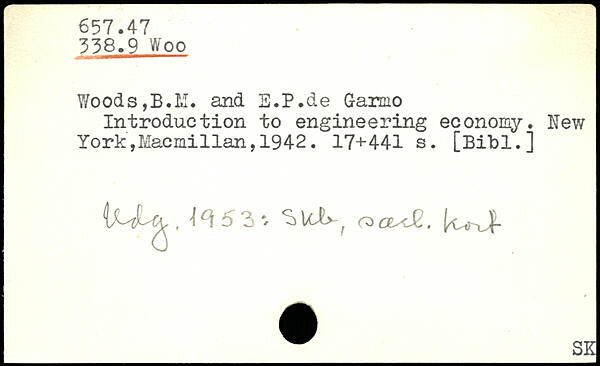 657.47
338.9 Woo
Woods,B.M. and E.P.de Garmo
Introduction to engineering economy. New
York,Macmillan,1942. 17+441 s. [Bibl.]
Udg. 1953: Skb, særl. kort
SK